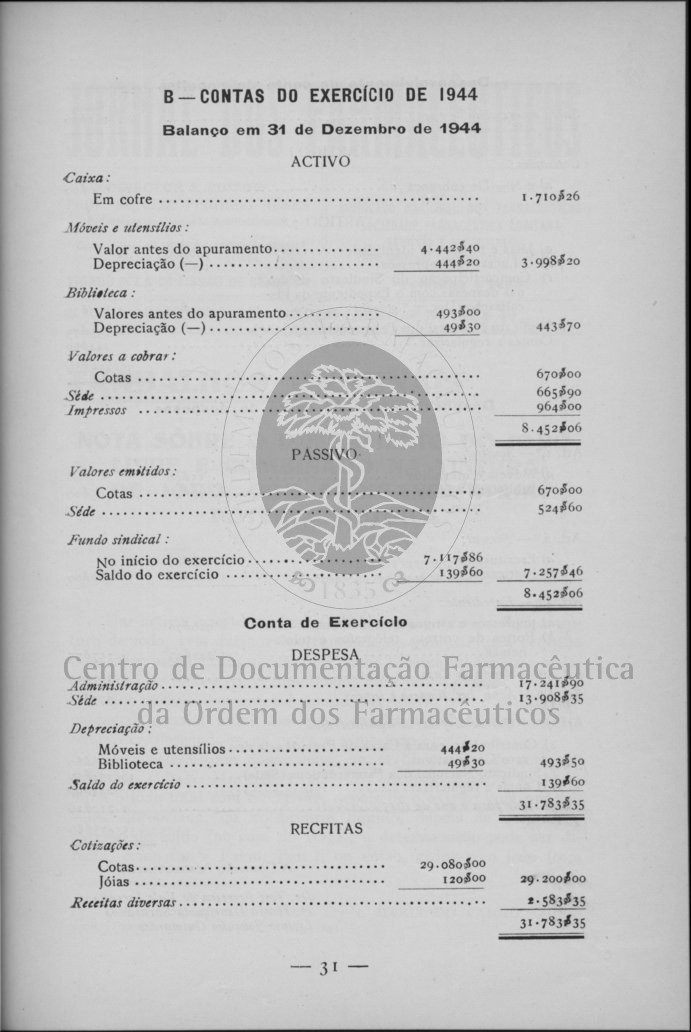 B — CONTAS DO EXERCÍCIO DE 1944
Balanço em 31 de Dezembro de 1944
ACTIVO
Caixa:
Em cofre 1.710$26
Móveis e utensílios:
Valor antes do apuramento 4.442$40
Depreciação (—) 444$20 3.998$20
Biblioteca:
Valores antes do apuramento 493$00
Depreciação (—) 49$30 443$70
Valores a cobrar:
Cotas 670$00
Séde 665$90
Impressos 964$00
8.452$06
PASSIVO
Valores emitidos:
Cotas 670$00
Séde 524$60
Fundo sindical:
No início do exercício 7.117$86
Saldo do exercício 139$60 7.257$46
8.452$06
1835
Conta de Exercício
DESPESA
Centro de Documentação Farmacêutica
Administração 17.241$90
Séde 13.908$35
da Ordem dos Farmacêuticos
Depreciação:
Móveis e utensílios 444$20
Biblioteca 49$30 493$50
Saldo do exercício 139$60
31.783$35
RECEITAS
Cotizações:
Cotas 29.080$00
Jóias 120$00 29.200$00
Receitas diversas 2.583$35
31.783$35
— 31 —